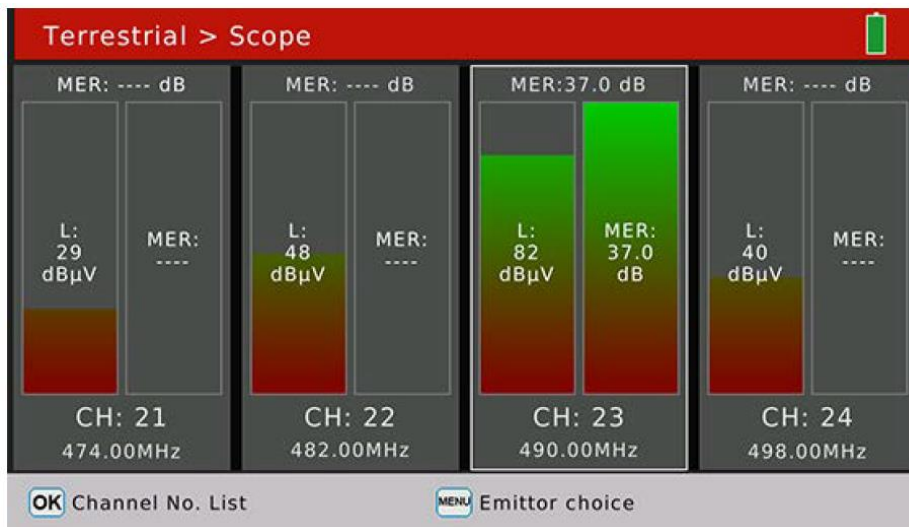 Terrestrial > Scope
MER: ---- dB
L:
29
dBµV
MER:
----
CH: 21
474.00MHz
MER: ---- dB
L:
48
dBµV
MER:
----
CH: 22
482.00MHz
MER:37.0 dB
L:
82
dBµV
MER:
37.0
dB
CH: 23
490.00MHz
MER: ---- dB
L:
40
dBµV
MER:
----
CH: 24
498.00MHz
OK Channel No. List
MENU Emittor choice